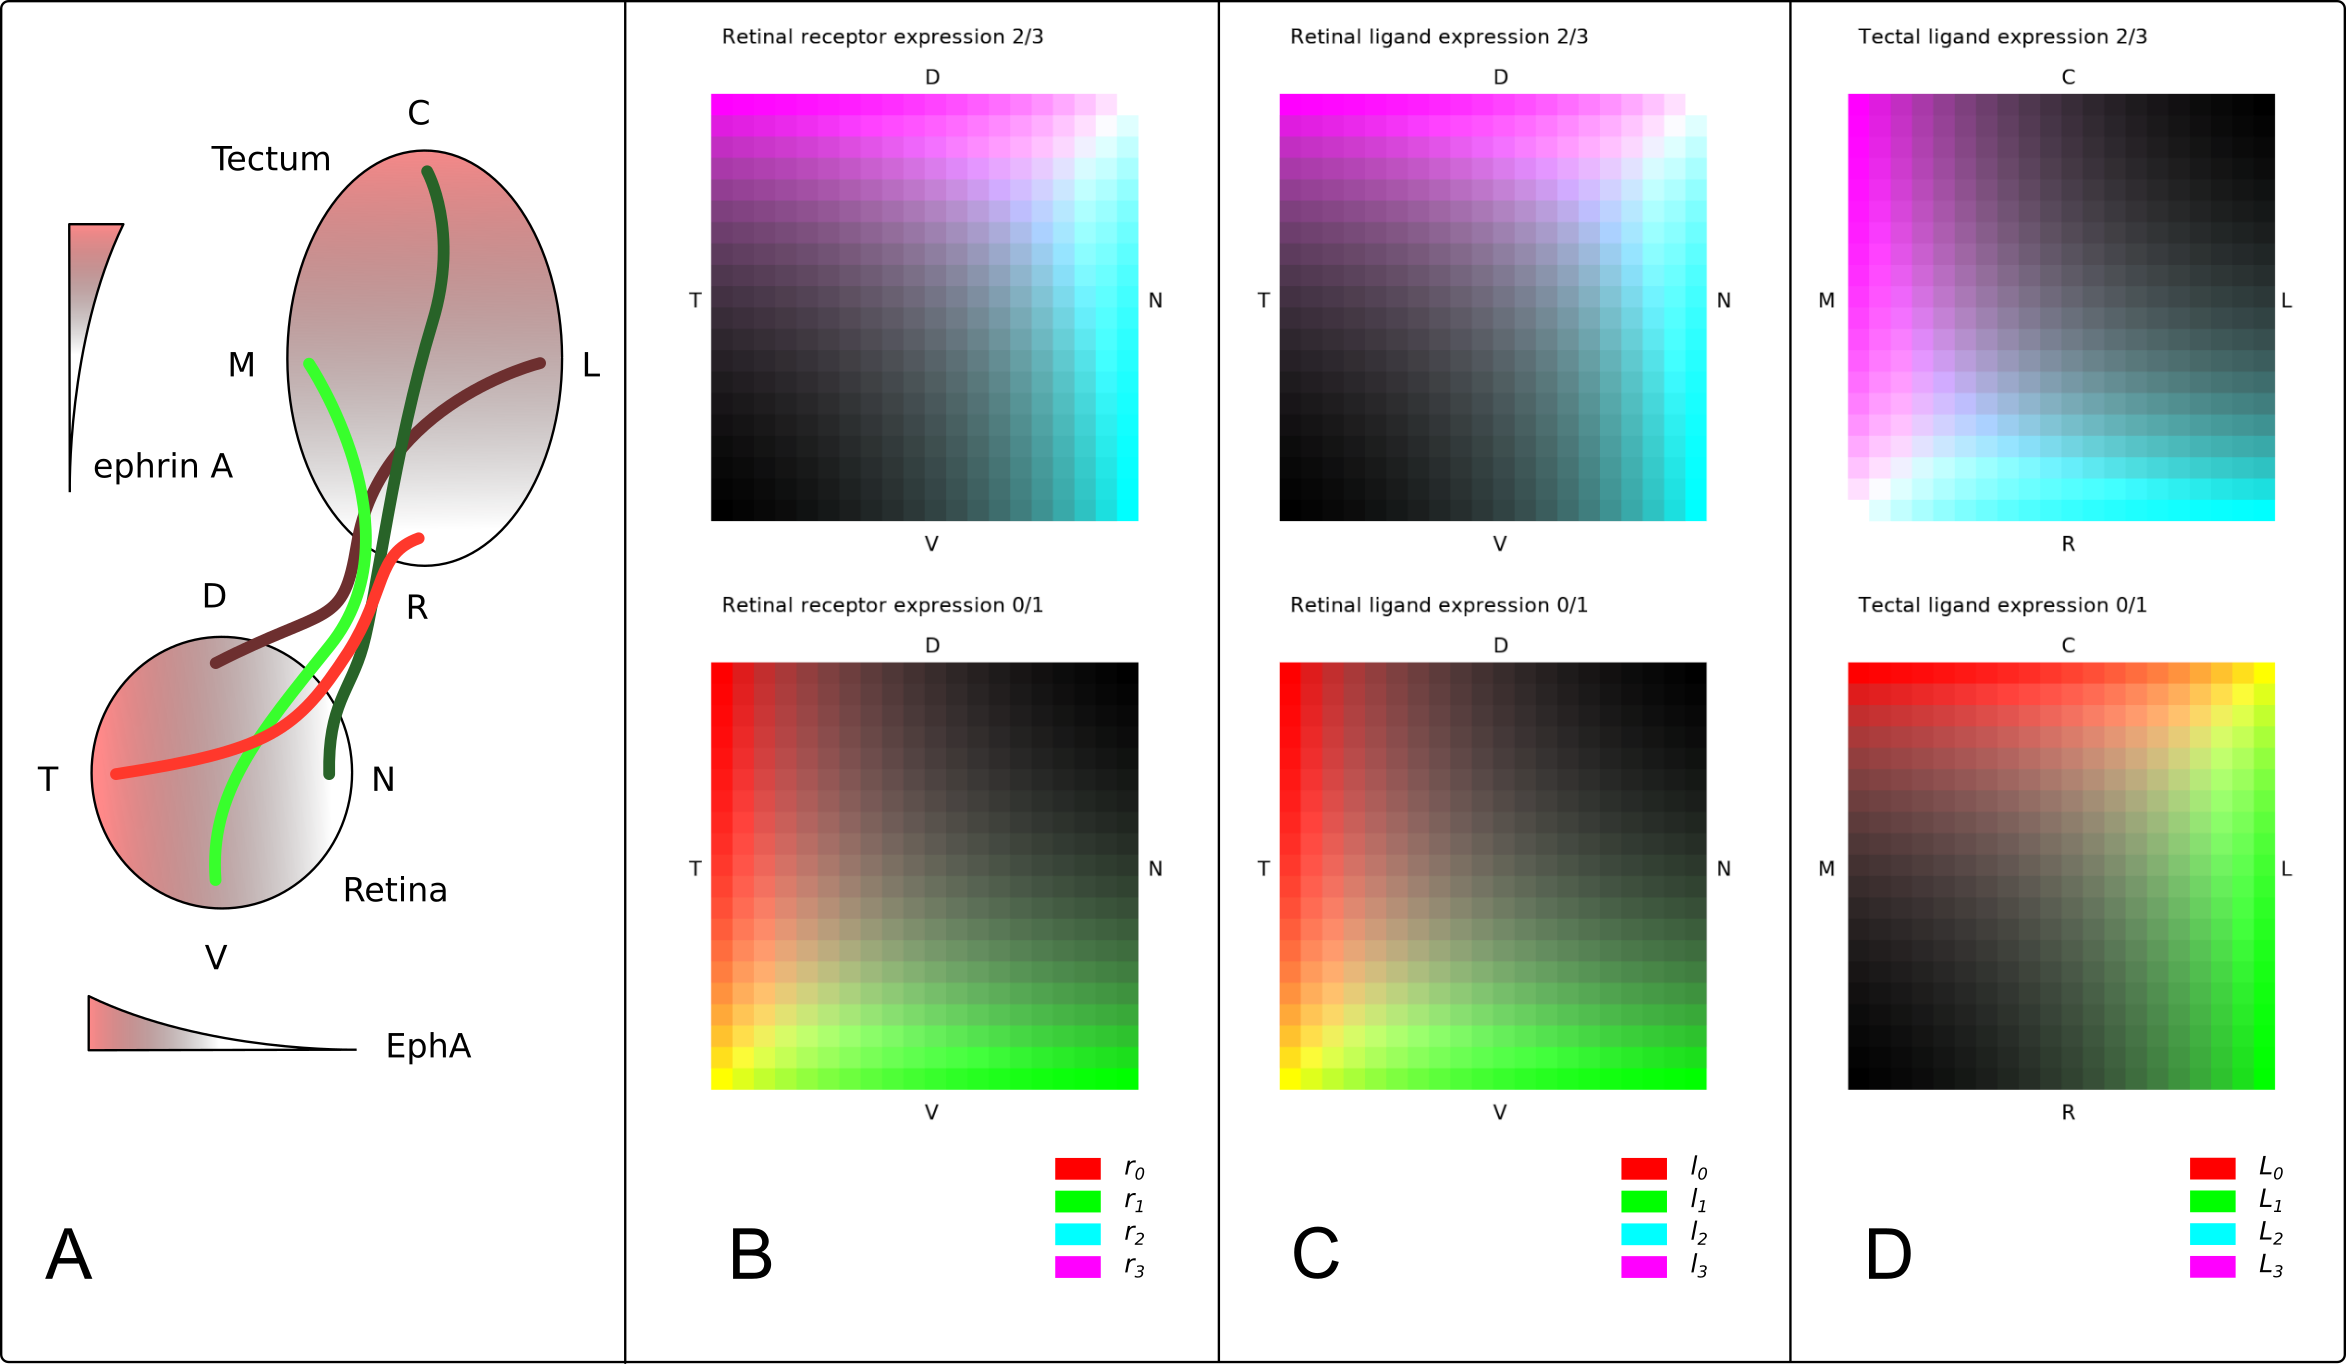 C
Tectum
M
L
ephrin A
D
R
T
N
Retina
V
EphA
A
Retinal receptor expression 2/3
D
T
N
V
Retinal receptor expression 0/1
D
T
N
V
r0
r1
r2
r3
B
Retinal ligand expression 2/3
D
T
N
V
Retinal ligand expression 0/1
D
T
N
V
l0
l1
l2
l3
C
Tectal ligand expression 2/3
C
M
L
R
Tectal ligand expression 0/1
C
M
L
R
L0
L1
L2
L3
D